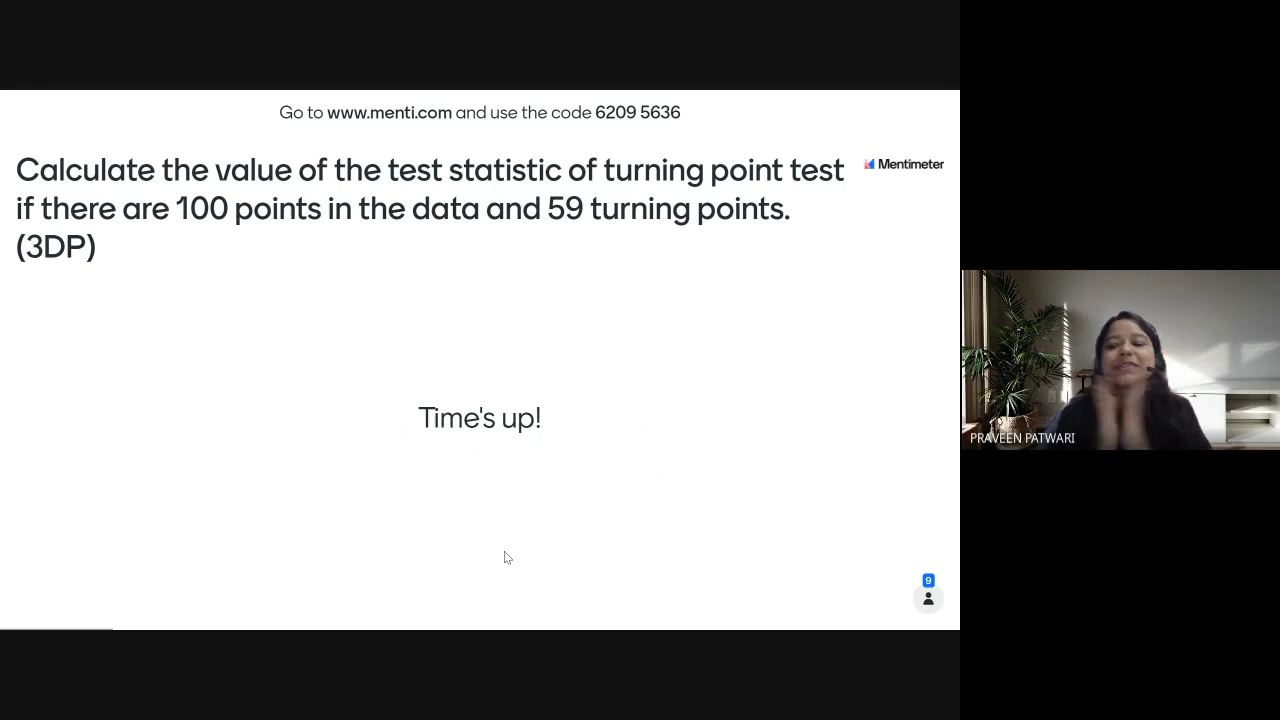 Go to www.menti.com and use the code 6209 5636
Calculate the value of the test statistic of turning point test
if there are 100 points in the data and 59 turning points.
(3DP)
Mentimeter
Time's up!
PRAVEEN PATWARI
9